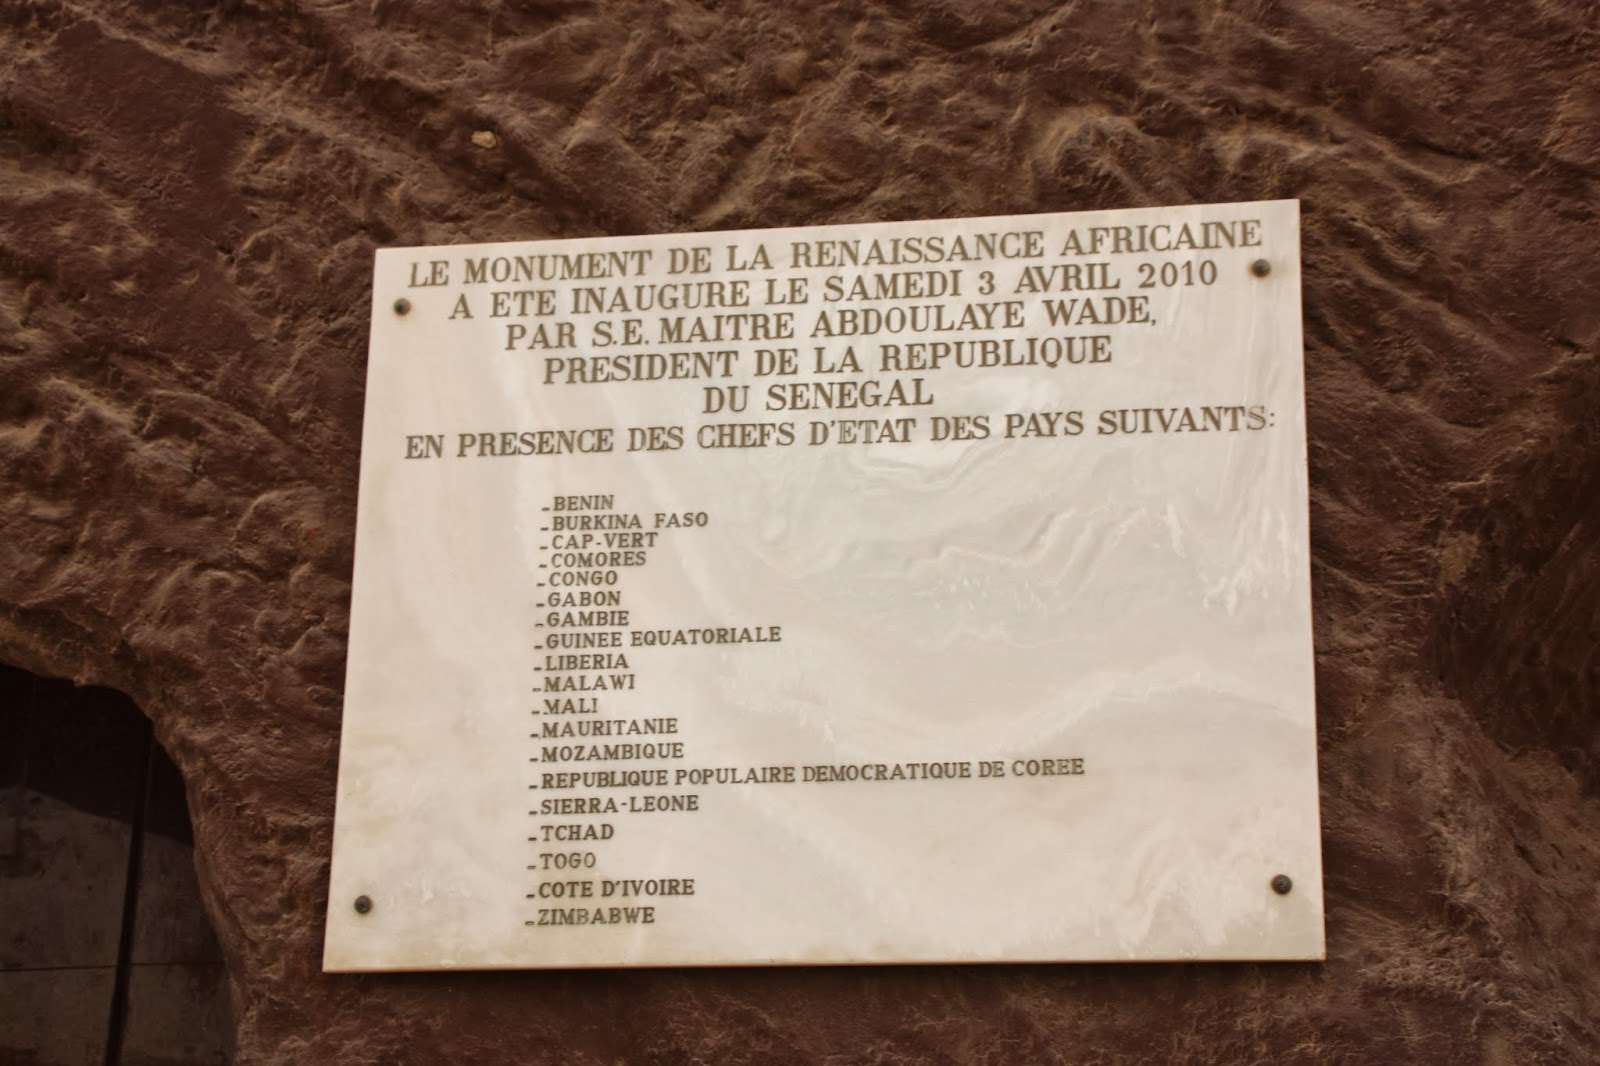 LE MONUMENT DE LA RENAISSANCE AFRICAINE
A ETE INAUGURE LE SAMEDI 3 AVRIL 2010
PAR S.E. MAITRE ABDOULAYE WADE,
PRESIDENT DE LA REPUBLIQUE
DU SENEGAL
EN PRESENCE DES CHEFS D'ETAT DES PAYS SUIVANTS:
-BENIN
-BURKINA FASO
-CAP-VERT
-COMORES
-CONGO
-GABON
-GAMBIE
-GUINEE EQUATORIALE
-LIBERIA
-MALAWI
-MALI
-MAURITANIE
-MOZAMBIQUE
-REPUBLIQUE POPULAIRE DEMOCRATIQUE DE COREE
-SIERRA-LEONE
-TCHAD
-TOGO
-COTE D'IVOIRE
-ZIMBABWE